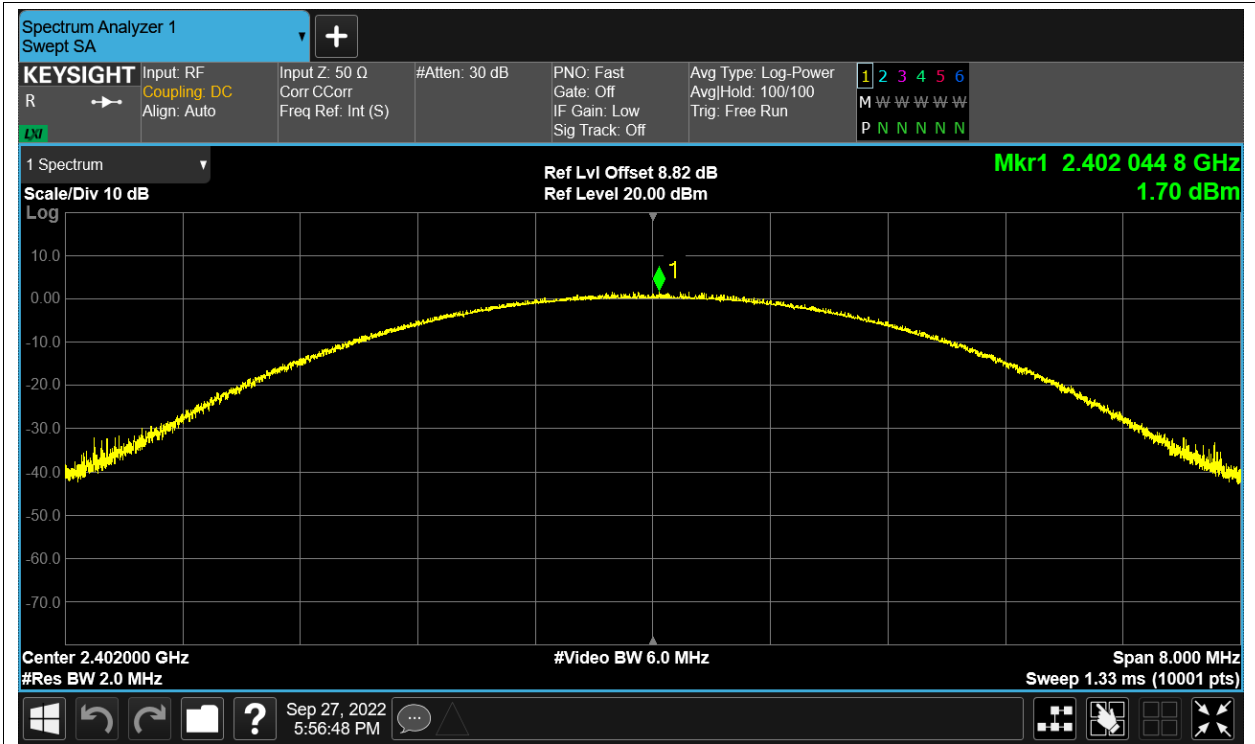 Spectrum Analyzer 1
Swept SA
KEYSIGHT
R
LXI
Input: RF
Coupling: DC
Align: Auto
Input Z: 50 Ω
Corr CCorr
Freq Ref: Int (S)
#Atten: 30 dB
PNO: Fast
Gate: Off
IF Gain: Low
Sig Track: Off
Avg Type: Log-Power
Avg|Hold: 100/100
Trig: Free Run
1 2 3 4 5 6
M W W W W W
P N N N N N
1 Spectrum
Scale/Div 10 dB
Log
Ref Lvl Offset 8.82 dB
Ref Level 20.00 dBm
Mkr1 2.402 044 8 GHz
1.70 dBm
1
10.0
0.00
-10.0
-20.0
-30.0
-40.0
-50.0
-60.0
-70.0
Center 2.402000 GHz
#Video BW 6.0 MHz
Span 8.000 MHz
#Res BW 2.0 MHz
Sweep 1.33 ms (10001 pts)
?
Sep 27, 2022
5:56:48 PM